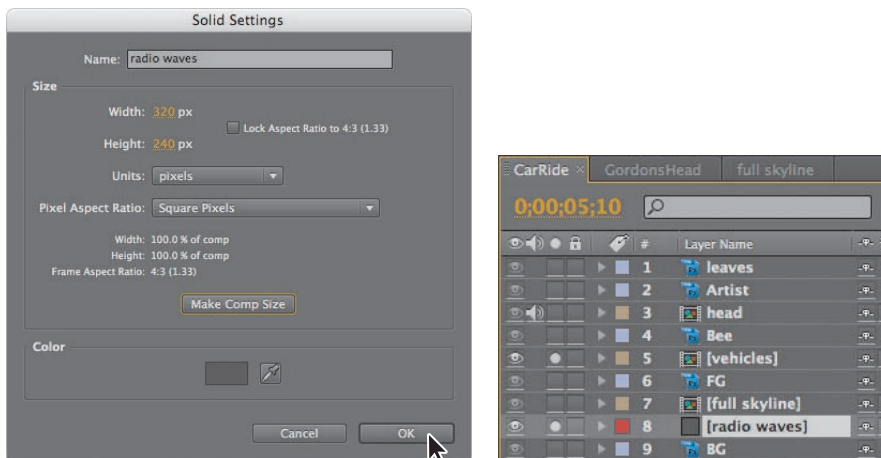 Solid Settings
Name: radio waves
Size
Width: 320 px
Lock Aspect Ratio to 4:3 (1.33)
Height: 240 px
Units: pixels
Pixel Aspect Ratio: Square Pixels
Width: 100.0 % of comp
Height: 100.0 % of comp
Frame Aspect Ratio: 4:3 (1.33)
Make Comp Size
Color
Cancel OK
CarRide × GordonsHead full skyline
0;00;05;10
# Layer Name
1 leaves
2 Artist
3 head
4 Bee
5 [vehicles]
6 FG
7 [full skyline]
8 [radio waves]
9 BG